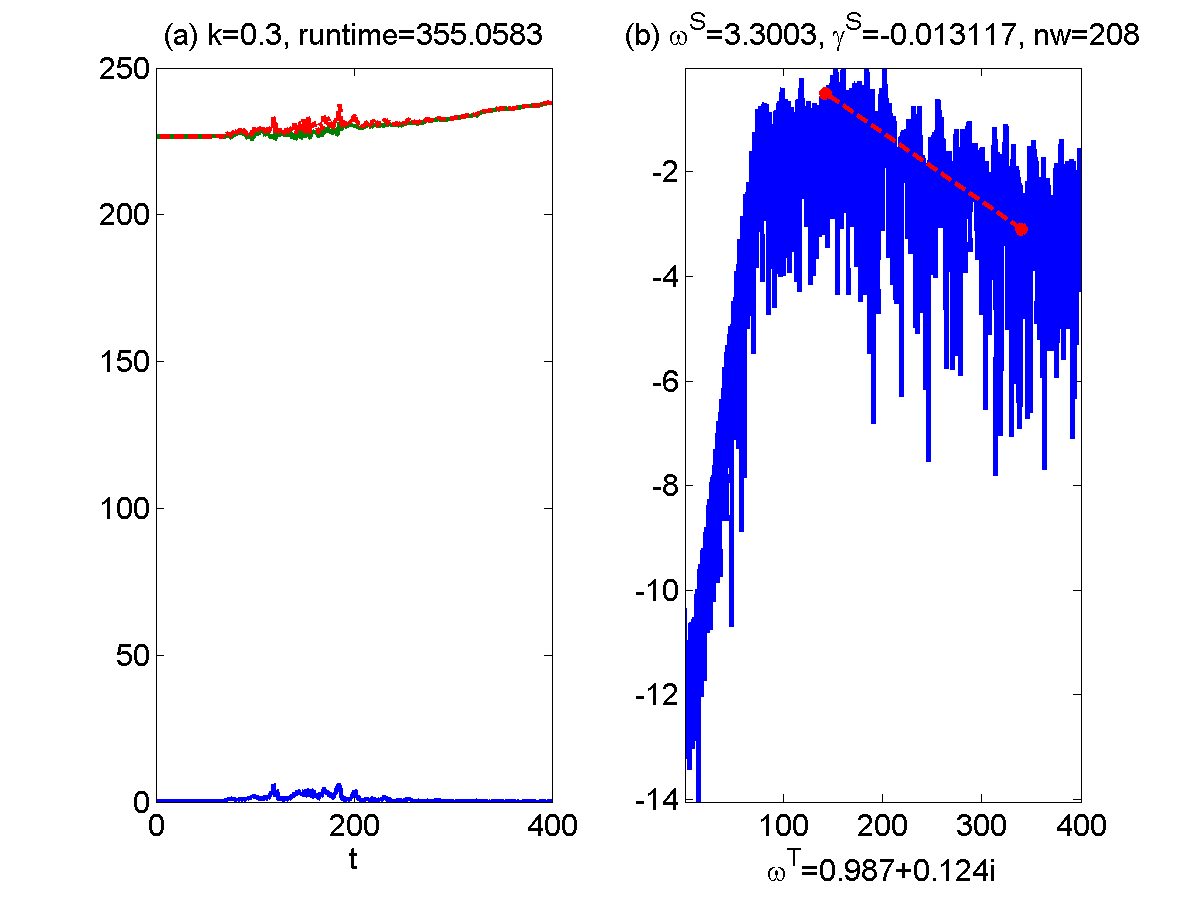 (a) k=0.3, runtime=355.0583
250
200
150
100
50
0
0 200 400
t
(b) ω^S=3.3003, γ^S=-0.013117, nw=208
-2
-4
-6
-8
-10
-12
-14
100 200 300 400
ω^T=0.987+0.124i